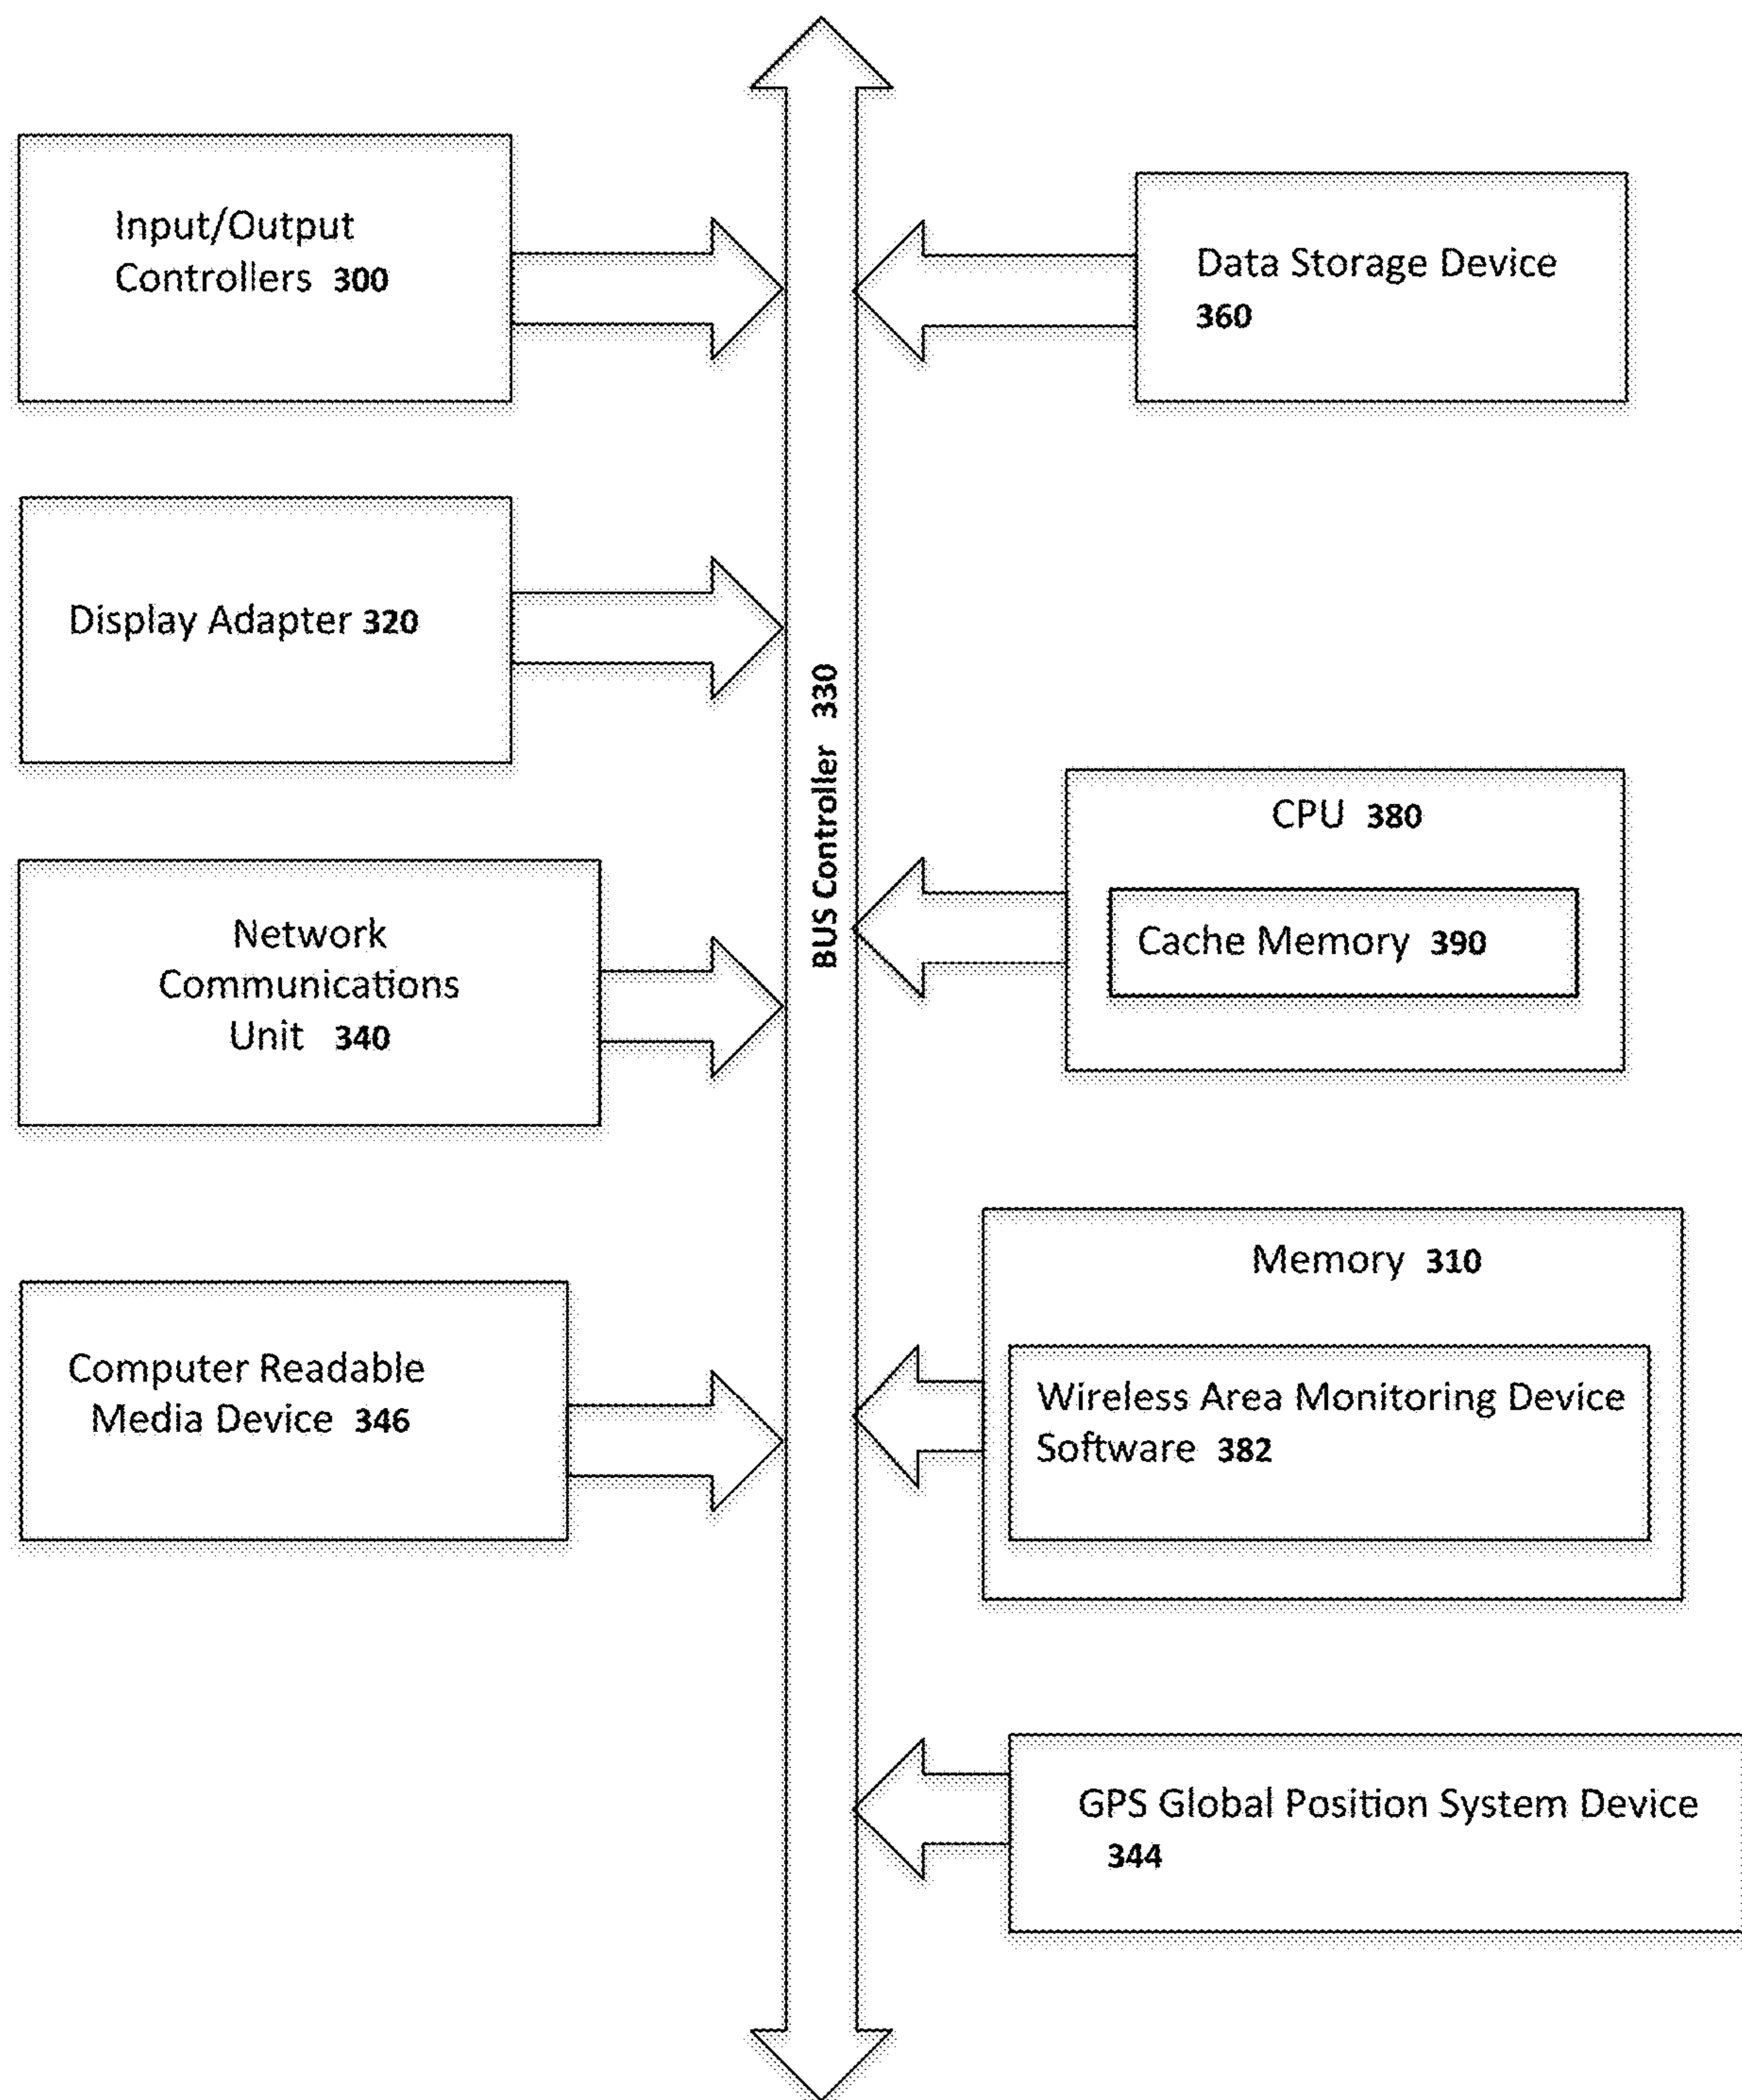 Input/Output
Controllers 300
Data Storage Device
360
Display Adapter 320
BUS Controller 330
CPU 380
Cache Memory 390
Network
Communications
Unit 340
Memory 310
Wireless Area Monitoring Device
Software 382
Computer Readable
Media Device 346
GPS Global Position System Device
344